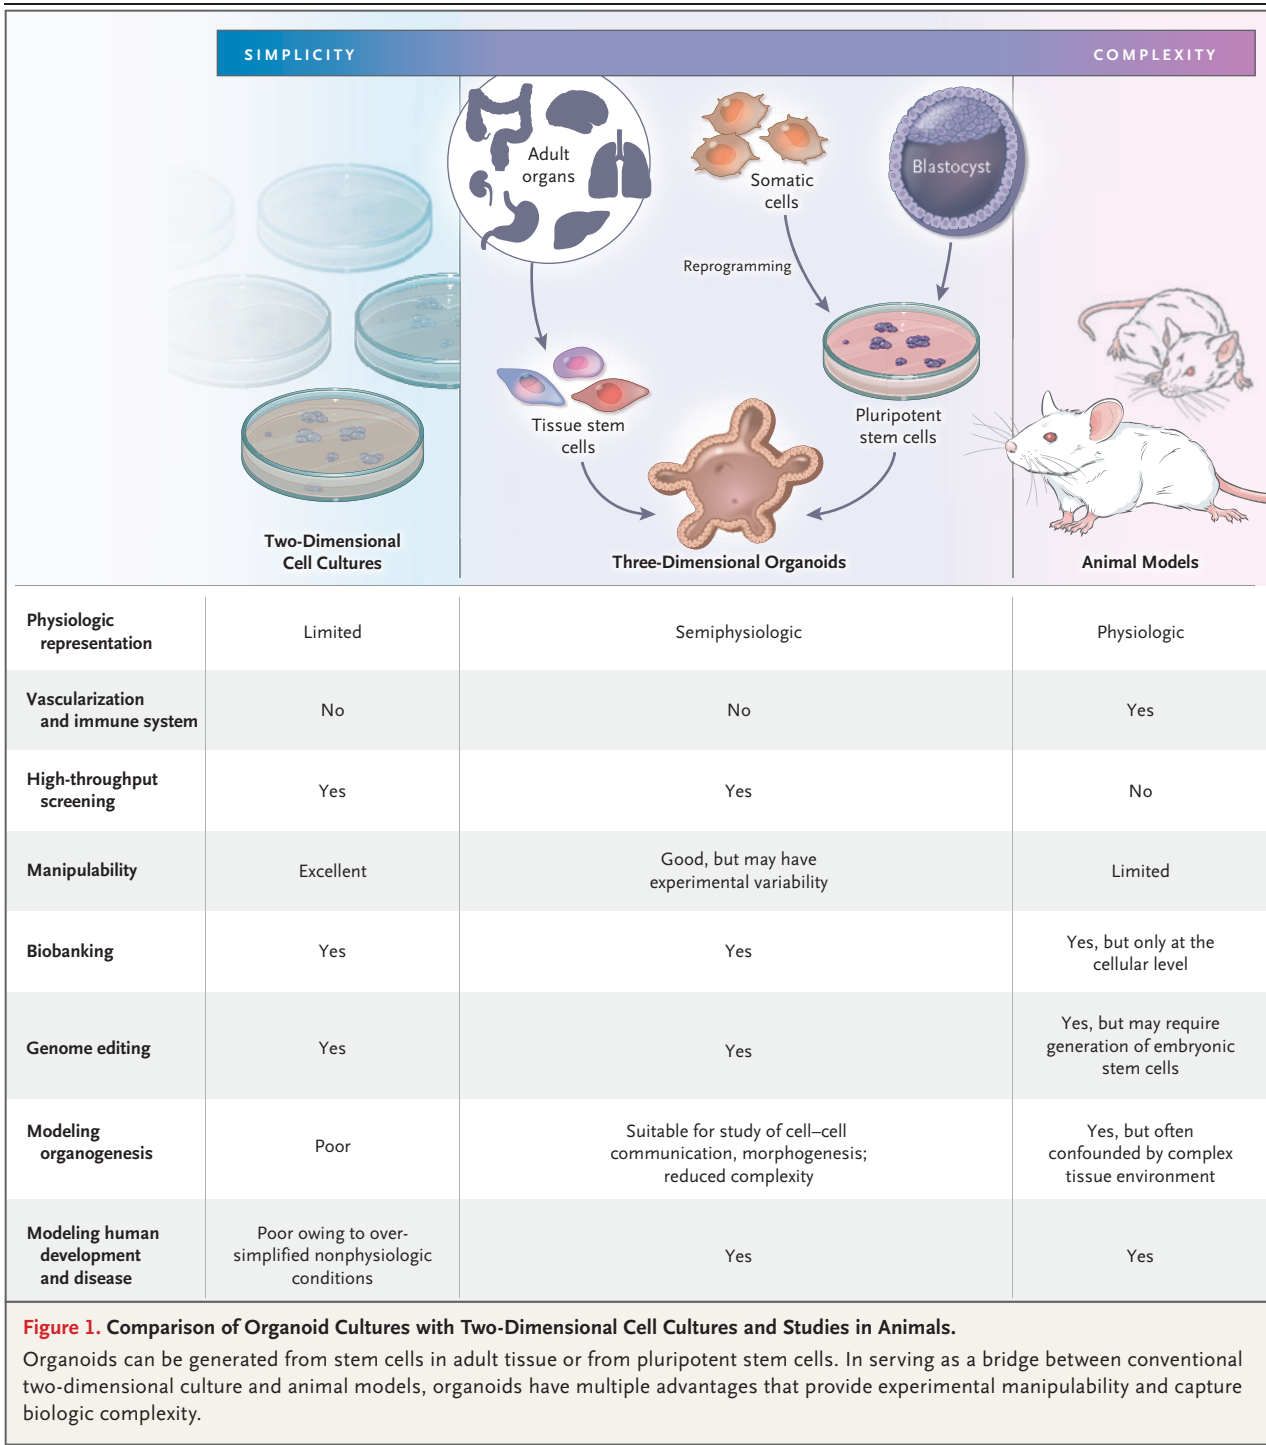 SIMPLICITY
COMPLEXITY
Adult
organs
Somatic
cells
Blastocyst
Reprogramming
Tissue stem
cells
Pluripotent
stem cells
Two-Dimensional
Cell Cultures
Three-Dimensional Organoids
Animal Models
Physiologic
representation
Limited
Semiphysiologic
Physiologic
Vascularization
and immune system
No
No
Yes
High-throughput
screening
Yes
Yes
No
Manipulability
Excellent
Good, but may have
experimental variability
Limited
Biobanking
Yes
Yes
Yes, but only at the
cellular level
Genome editing
Yes
Yes
Yes, but may require
generation of embryonic
stem cells
Modeling
organogenesis
Poor
Suitable for study of cell–cell
communication, morphogenesis;
reduced complexity
Yes, but often
confounded by complex
tissue environment
Modeling human
development
and disease
Poor owing to over-
simplified nonphysiologic
conditions
Yes
Yes
Figure 1. Comparison of Organoid Cultures with Two-Dimensional Cell Cultures and Studies in Animals.
Organoids can be generated from stem cells in adult tissue or from pluripotent stem cells. In serving as a bridge between conventional
two-dimensional culture and animal models, organoids have multiple advantages that provide experimental manipulability and capture
biologic complexity.